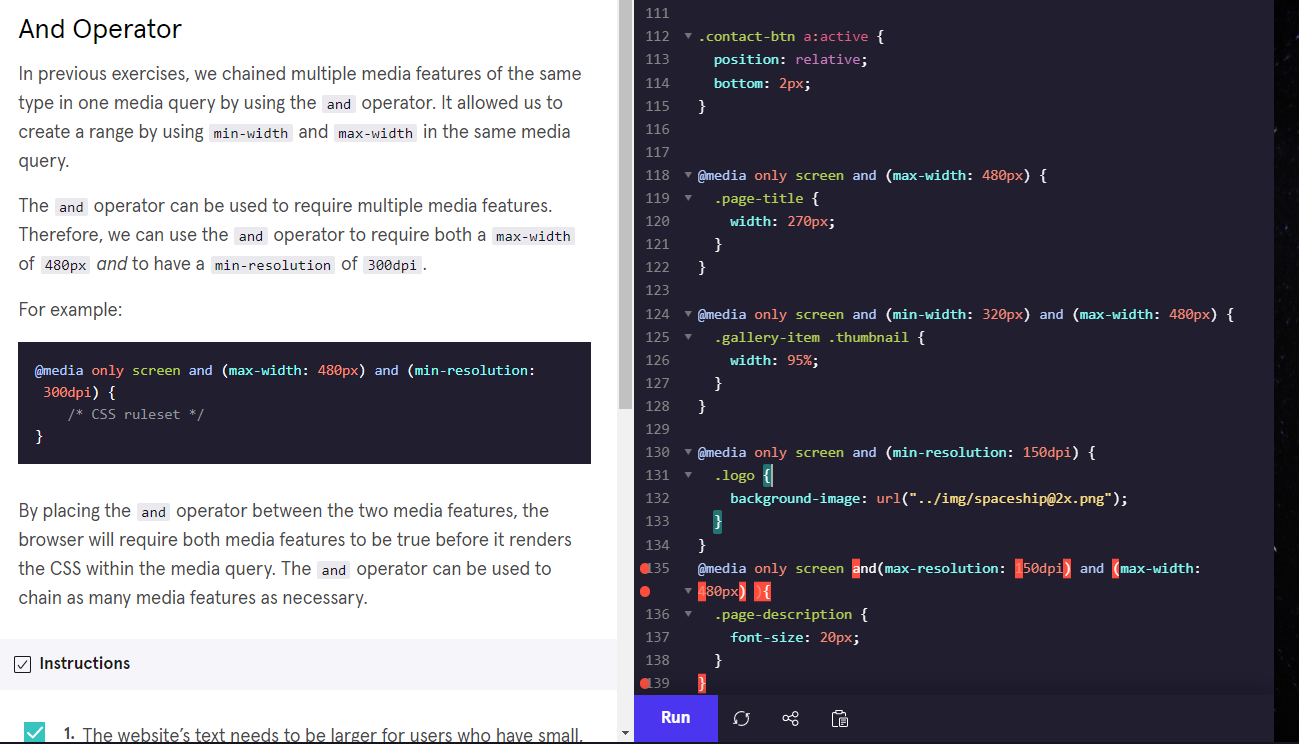 And Operator
In previous exercises, we chained multiple media features of the same
type in one media query by using the and operator. It allowed us to
create a range by using min-width and max-width in the same media
query.
The and operator can be used to require multiple media features.
Therefore, we can use the and operator to require both a max-width
of 480px and to have a min-resolution of 300dpi.
For example:
@media only screen and (max-width: 480px) and (min-resolution:
300dpi) {
/* CSS ruleset */
}
By placing the and operator between the two media features, the
browser will require both media features to be true before it renders
the CSS within the media query. The and operator can be used to
chain as many media features as necessary.
Instructions
1. The website's text needs to be larger for users who have small,
111
112 .contact-btn a:active {
113 position: relative;
114 bottom: 2px;
115 }
116
117
118 @media only screen and (max-width: 480px) {
119 .page-title {
120 width: 270px;
121 }
122 }
123
124 @media only screen and (min-width: 320px) and (max-width: 480px) {
125 .gallery-item .thumbnail {
126 width: 95%;
127 }
128 }
129
130 @media only screen and (min-resolution: 150dpi) {
131 .logo {
132 background-image: url("../img/spaceship@2x.png");
133 }
134 }
135 @media only screen and(max-resolution: 150dpi) and (max-width:
480px) ){
136 .page-description {
137 font-size: 20px;
138 }
139 }
Run